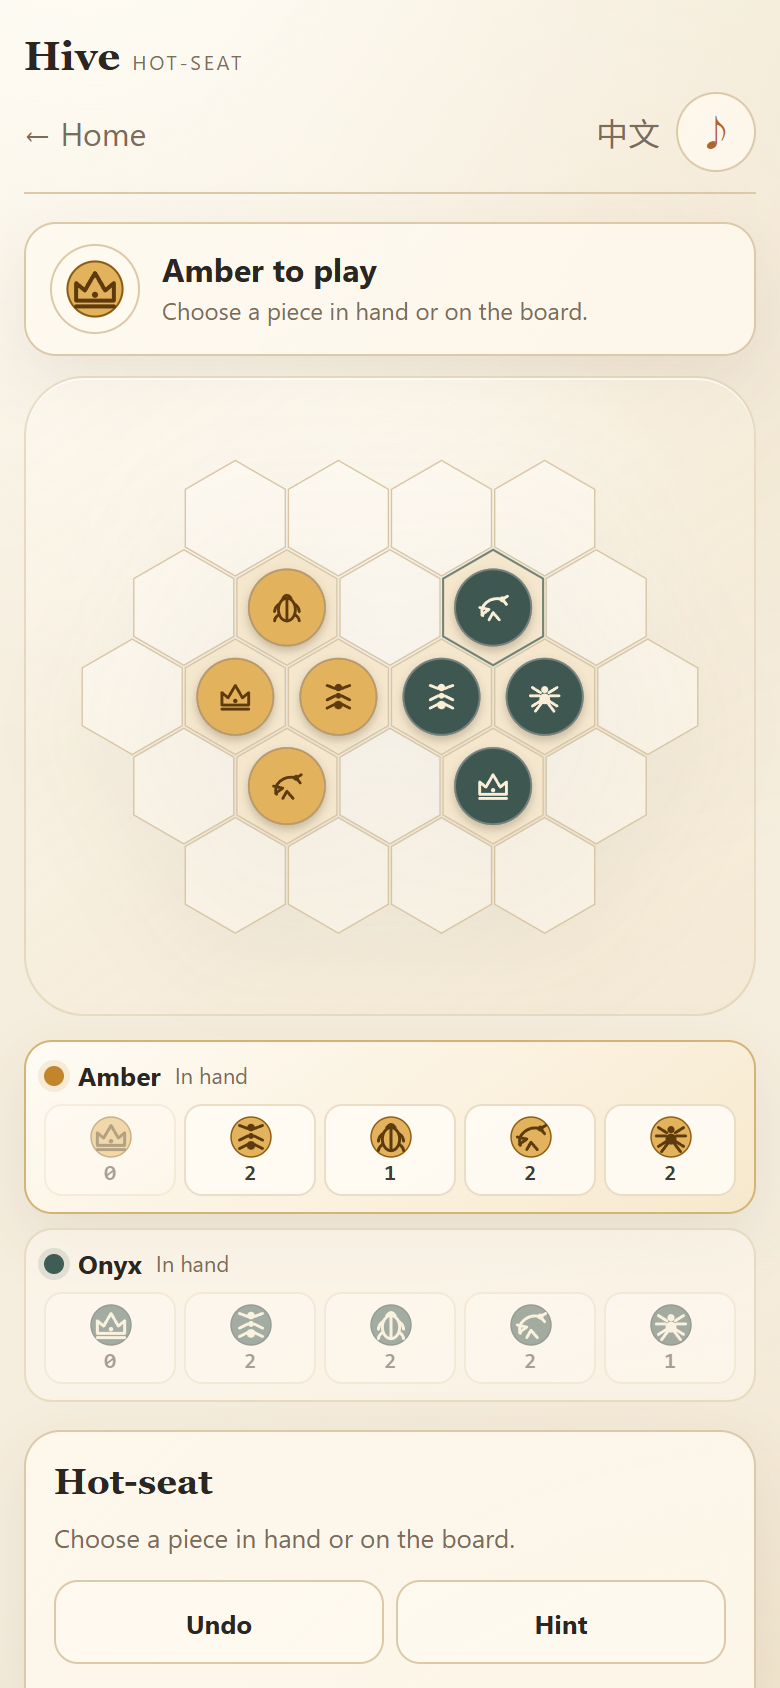 Hive HOT-SEAT
← Home 中文
Amber to play
Choose a piece in hand or on the board.
Amber In hand
0 2 1 2 2
Onyx In hand
0 2 2 2 1
Hot-seat
Choose a piece in hand or on the board.
Undo Hint